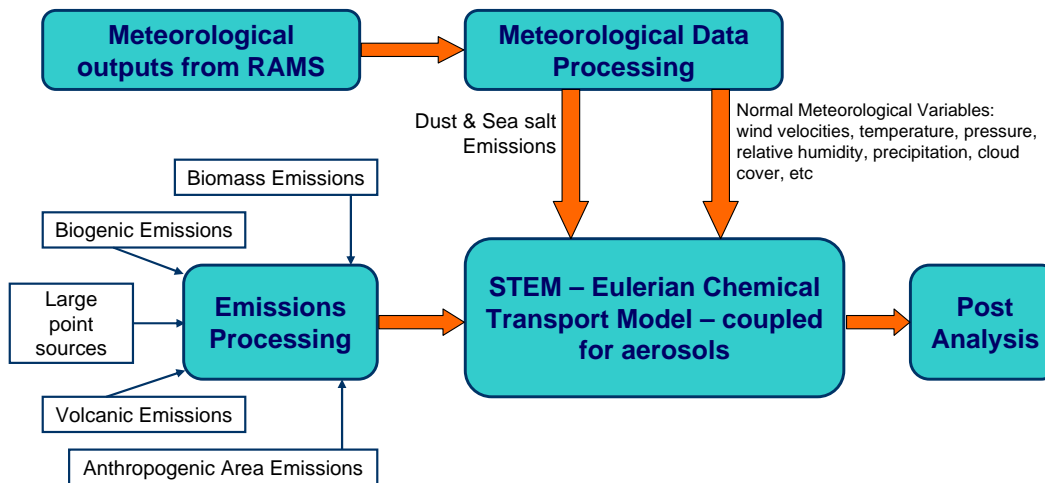 Meteorological
outputs from RAMS
Meteorological Data
Processing
Dust & Sea salt
Emissions
Normal Meteorological Variables:
wind velocities, temperature, pressure,
relative humidity, precipitation, cloud
cover, etc
Biomass Emissions
Biogenic Emissions
Large
point
sources
Emissions
Processing
STEM – Eulerian Chemical
Transport Model – coupled
for aerosols
Post
Analysis
Volcanic Emissions
Anthropogenic Area Emissions